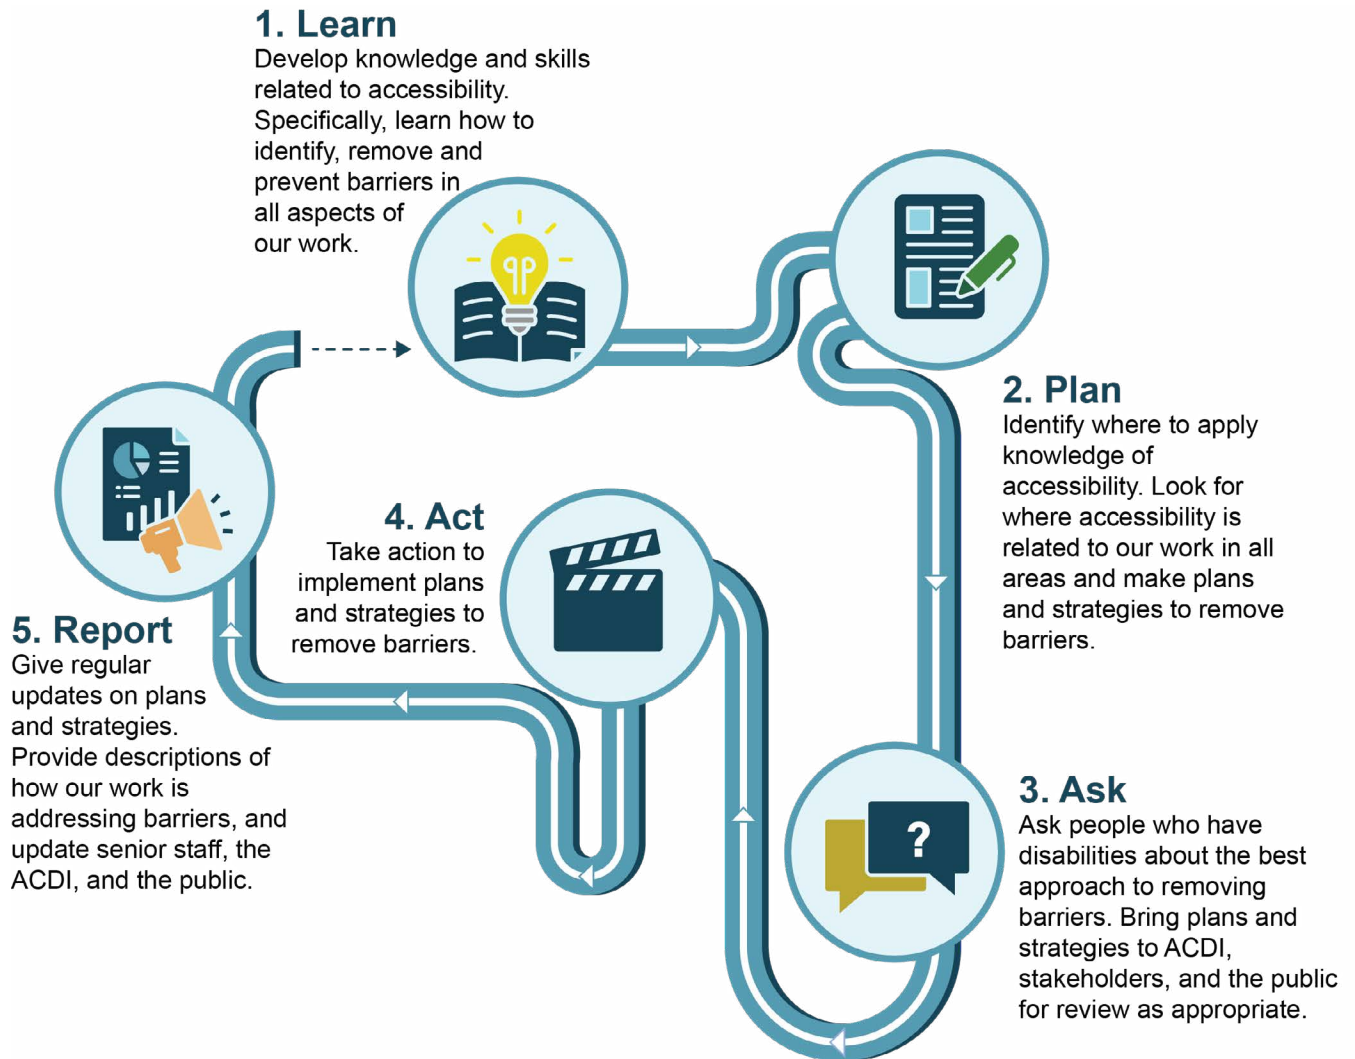 1. Learn
Develop knowledge and skills
related to accessibility.
Specifically, learn how to
identify, remove and
prevent barriers in
all aspects of
our work.
2. Plan
Identify where to apply
knowledge of
accessibility. Look for
where accessibility is
related to our work in all
areas and make plans
and strategies to remove
barriers.
3. Ask
Ask people who have
disabilities about the best
approach to removing
barriers. Bring plans and
strategies to ACDI,
stakeholders, and the public
for review as appropriate.
?
4. Act
Take action to
implement plans
and strategies to
remove barriers.
5. Report
Give regular
updates on plans
and strategies.
Provide descriptions of
how our work is
addressing barriers, and
update senior staff, the
ACDI, and the public.